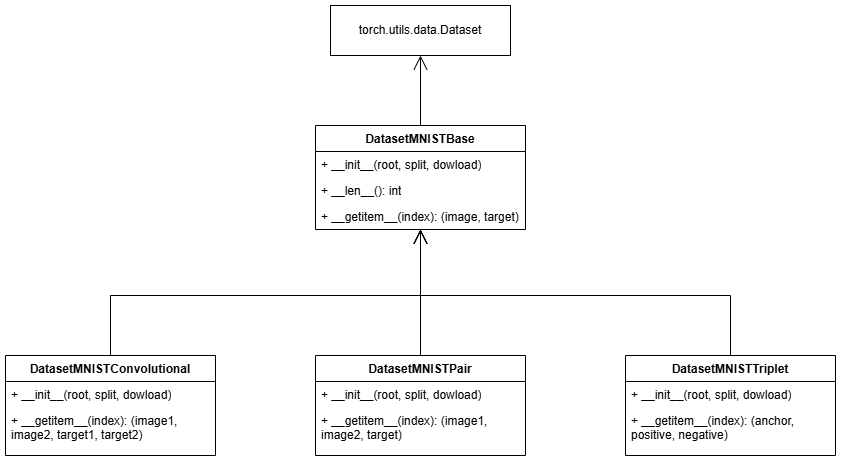 torch.utils.data.Dataset
DatasetMNISTBase
+ __init__(root, split, dowload)
+ __len__(): int
+ __getitem__(index): (image, target)
DatasetMNISTConvolutional
+ __init__(root, split, dowload)
+ __getitem__(index): (image1,
image2, target1, target2)
DatasetMNISTPair
+ __init__(root, split, dowload)
+ __getitem__(index): (image1,
image2, target)
DatasetMNISTTriplet
+ __init__(root, split, dowload)
+ __getitem__(index): (anchor,
positive, negative)